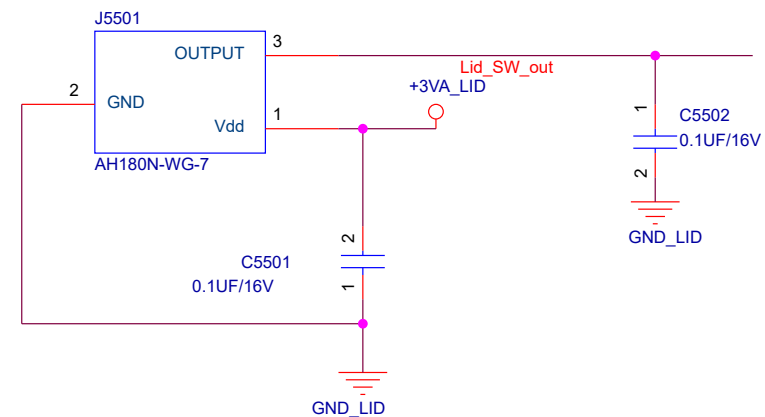 J5501
OUTPUT
3
Lid_SW_out
+3VA_LID
2
GND
1
Vdd
AH180N-WG-7
1
C5502
0.1UF/16V
2
GND_LID
2
C5501
0.1UF/16V
1
GND_LID